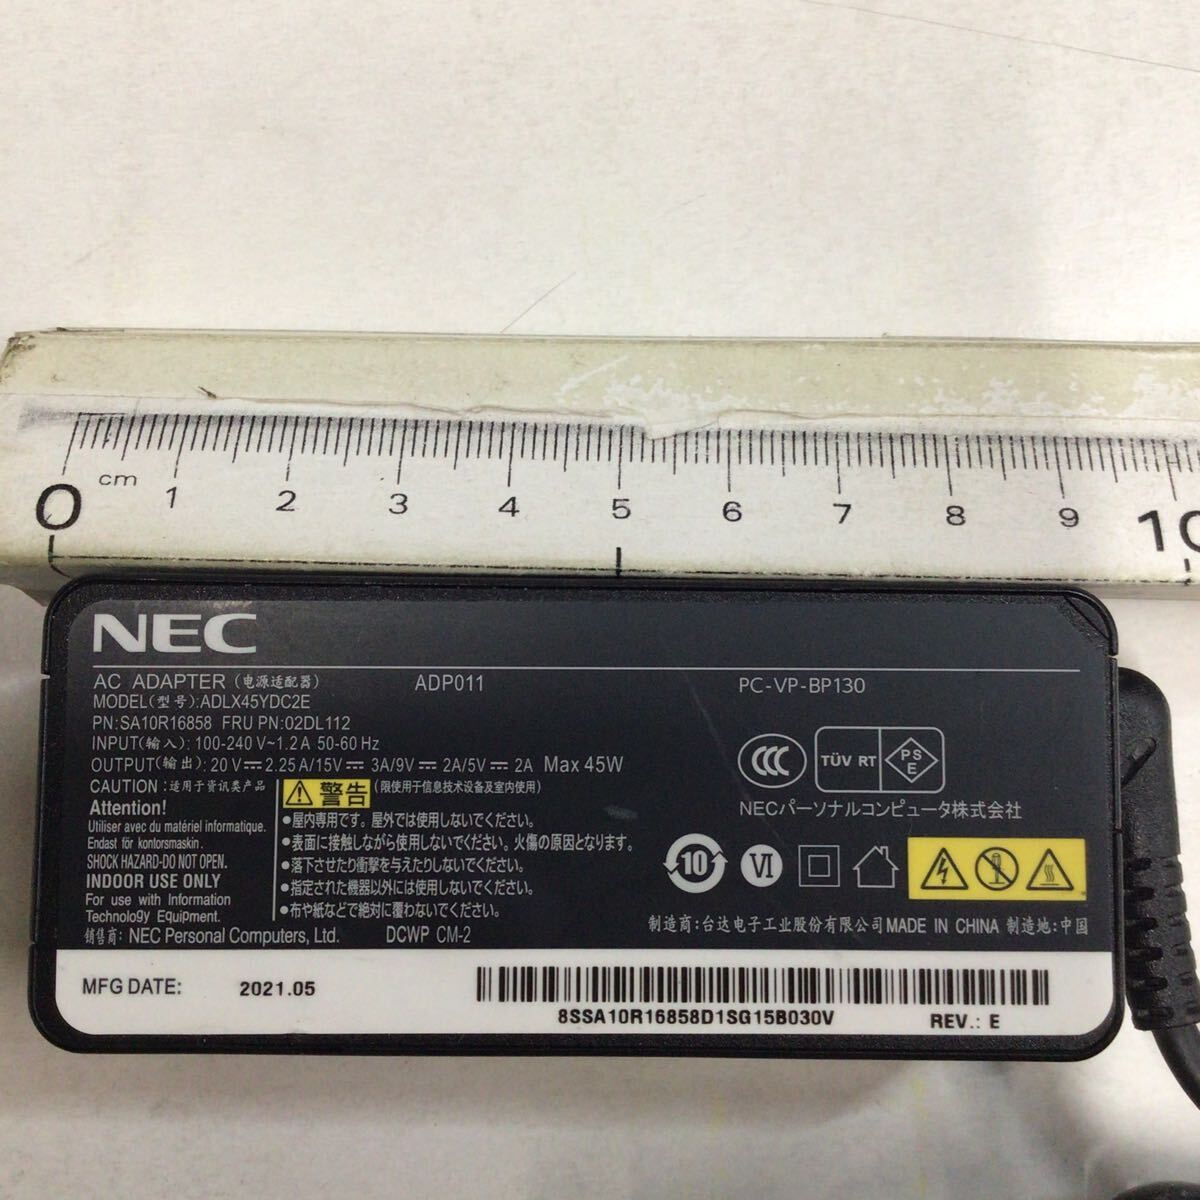 0 cm 1 2 3 4 5 6 7 8 9 10
NEC
AC ADAPTER (电源适配器) ADP011 PC-VP-BP130
MODEL(型号):ADLX45YDC2E
PN:SA10R16858 FRU PN:02DL112
INPUT(输入): 100-240 V~1.2 A 50-60 Hz
OUTPUT(输出): 20 V⎓2.25 A/15V⎓3A/9V⎓2A/5V⎓2A Max 45W
CAUTION :适用于资讯类产品
Attention!
Utiliser avec du matériel informatique.
Endast för kontorsmaskin.
SHOCK HAZARD-DO NOT OPEN.
INDOOR USE ONLY
For use with Information
Technolo9y Equipment.
⚠警告 (限使用于信息技术设备及室内使用)
●屋内専用です。屋外では使用しないでください。
●表面に接触しながら使用しないでください。火傷の原因となります。
●落下させたり衝撃を与えたりしないでください。
●指定された機器以外には使用しないでください。
●布や紙などで絶対に覆わないでください。
CCC TÜV RT PS E
NECパーソナルコンピュータ株式会社
10 VI
销售商: NEC Personal Computers, Ltd. DCWP CM-2
制造商:台达电子工业股份有限公司 MADE IN CHINA 制造地:中国
MFG DATE: 2021.05
8SSA10R16858D1SG15B030V REV.: E